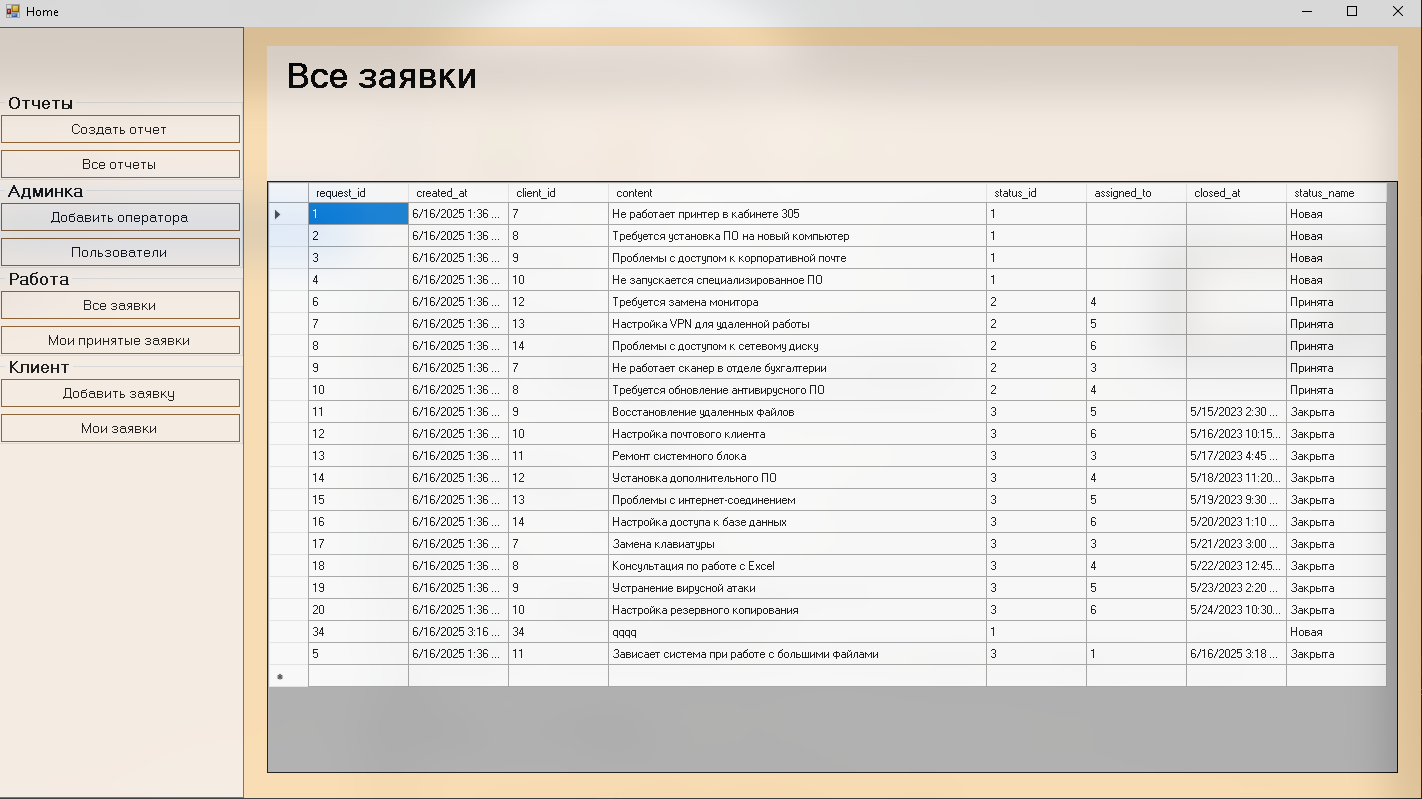 Home
Отчеты
Создать отчет
Все отчеты
Админка
Добавить оператора
Пользователи
Работа
Все заявки
Мои принятые заявки
Клиент
Добавить заявку
Мои заявки
Все заявки
request_id created_at client_id content status_id assigned_to closed_at status_name
1 6/16/2025 1:36 ... 7 Не работает принтер в кабинете 305 1 Новая
2 6/16/2025 1:36 ... 8 Требуется установка ПО на новый компьютер 1 Новая
3 6/16/2025 1:36 ... 9 Проблемы с доступом к корпоративной почте 1 Новая
4 6/16/2025 1:36 ... 10 Не запускается специализированное ПО 1 Новая
6 6/16/2025 1:36 ... 12 Требуется замена монитора 2 4 Принята
7 6/16/2025 1:36 ... 13 Настройка VPN для удаленной работы 2 5 Принята
8 6/16/2025 1:36 ... 14 Проблемы с доступом к сетевому диску 2 6 Принята
9 6/16/2025 1:36 ... 7 Не работает сканер в отделе бухгалтерии 2 3 Принята
10 6/16/2025 1:36 ... 8 Требуется обновление антивирусного ПО 2 4 Принята
11 6/16/2025 1:36 ... 9 Восстановление удаленных файлов 3 5 5/15/2023 2:30 ... Закрыта
12 6/16/2025 1:36 ... 10 Настройка почтового клиента 3 6 5/16/2023 10:15... Закрыта
13 6/16/2025 1:36 ... 11 Ремонт системного блока 3 3 5/17/2023 4:45 ... Закрыта
14 6/16/2025 1:36 ... 12 Установка дополнительного ПО 3 4 5/18/2023 11:20... Закрыта
15 6/16/2025 1:36 ... 13 Проблемы с интернет-соединением 3 5 5/19/2023 9:30 ... Закрыта
16 6/16/2025 1:36 ... 14 Настройка доступа к базе данных 3 6 5/20/2023 1:10 ... Закрыта
17 6/16/2025 1:36 ... 7 Замена клавиатуры 3 3 5/21/2023 3:00 ... Закрыта
18 6/16/2025 1:36 ... 8 Консультация по работе с Excel 3 4 5/22/2023 12:45... Закрыта
19 6/16/2025 1:36 ... 9 Устранение вирусной атаки 3 5 5/23/2023 2:20 ... Закрыта
20 6/16/2025 1:36 ... 10 Настройка резервного копирования 3 6 5/24/2023 10:30... Закрыта
34 6/16/2025 3:16 ... 34 qqqq 1 Новая
5 6/16/2025 1:36 ... 11 Зависает система при работе с большими файлами 3 1 6/16/2025 3:18 ... Закрыта